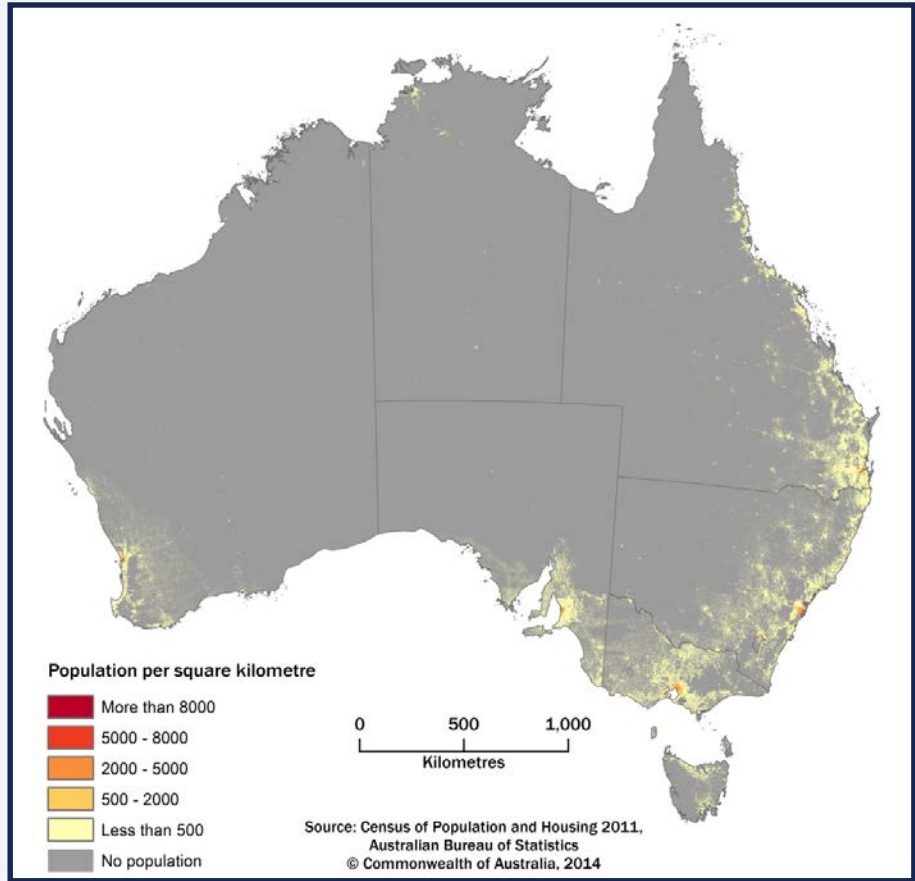 Population per square kilometre
More than 8000
5000 - 8000
2000 - 5000
500 - 2000
Less than 500
No population
0 500 1,000
Kilometres
Source: Census of Population and Housing 2011,
Australian Bureau of Statistics
© Commonwealth of Australia, 2014